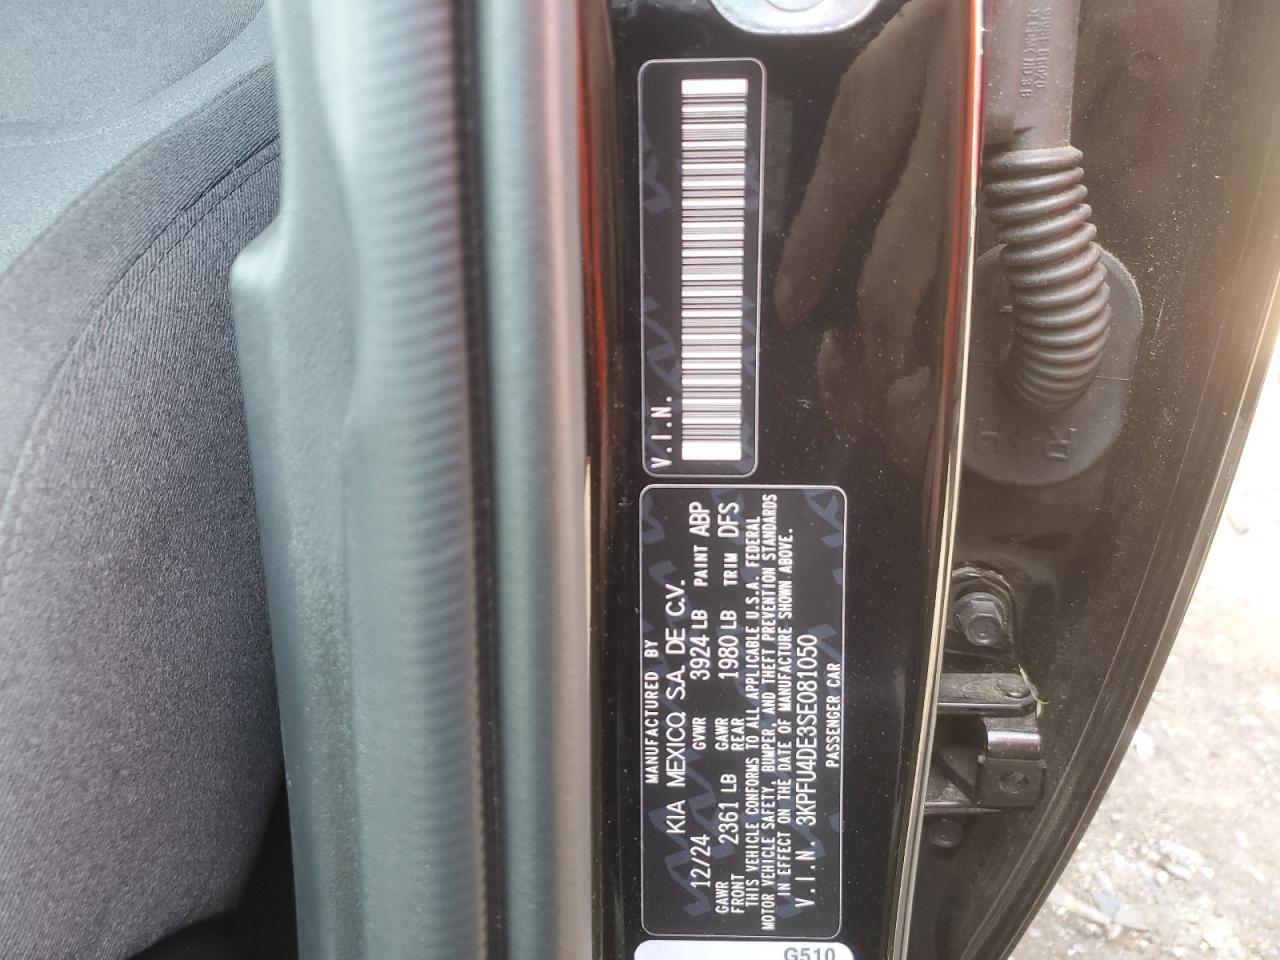 V.I.N.
MANUFACTURED BY
KIA MEXICO, S.A. DE C.V.
12/24 GVWR 3924 LB PAINT ABP
GAWR FRONT 2361 LB GAWR REAR 1980 LB TRIM DFS
THIS VEHICLE CONFORMS TO ALL APPLICABLE U.S.A. FEDERAL
MOTOR VEHICLE SAFETY, BUMPER, AND THEFT PREVENTION STANDARDS
IN EFFECT ON THE DATE OF MANUFACTURE SHOWN ABOVE.
V.I.N. 3KPFU4DE3SE081050
PASSENGER CAR
G510